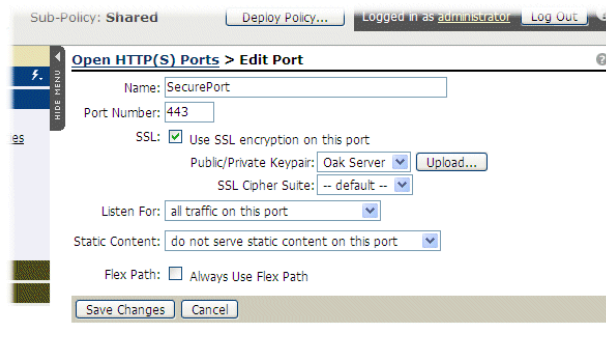 Sub-Policy: Shared Deploy Policy... Logged in as administrator Log Out
Open HTTP(S) Ports > Edit Port
HIDE MENU
Name: SecurePort
Port Number: 443
es
SSL: Use SSL encryption on this port
Public/Private Keypair: Oak Server Upload...
SSL Cipher Suite: -- default --
Listen For: all traffic on this port
Static Content: do not serve static content on this port
Flex Path: Always Use Flex Path
Save Changes Cancel